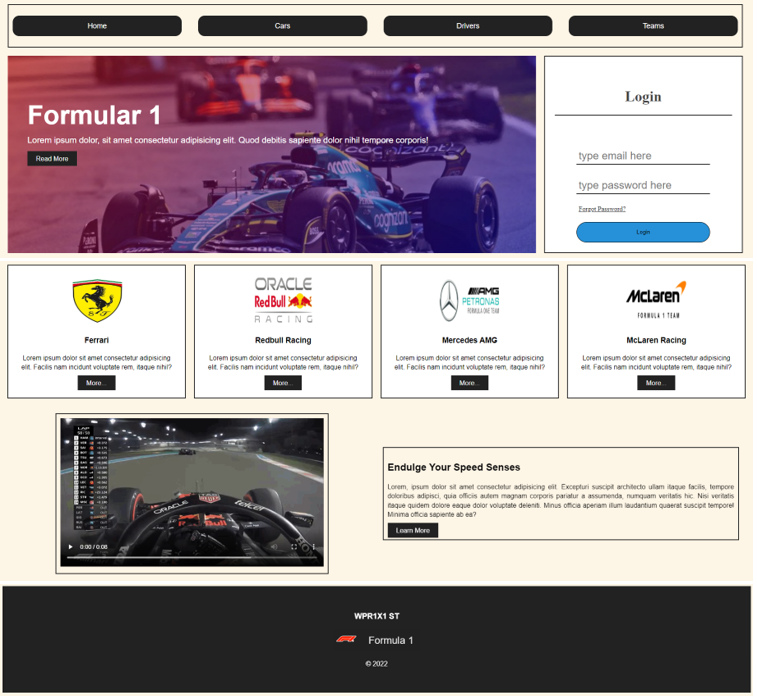 Home
Cars
Drivers
Teams
Formular 1
Lorem ipsum dolor, sit amet consectetur adipisicing elit. Quod debitis sapiente dolor nihil tempore corporis!
Read More
aramco
cognizant
cognizant
Login
type email here
type password here
Forgot Password?
Login
SF
Ferrari
Lorem ipsum dolor sit amet consectetur adipisicing
elit. Facilis nam incidunt voluptate rem, itaque nihil?
More...
ORACLE
Red Bull
RACING
Redbull Racing
Lorem ipsum dolor sit amet consectetur adipisicing
elit. Facilis nam incidunt voluptate rem, itaque nihil?
More...
AMG
PETRONAS
FORMULA ONE TEAM
Mercedes AMG
Lorem ipsum dolor sit amet consectetur adipisicing
elit. Facilis nam incidunt voluptate rem, itaque nihil?
More...
McLaren
FORMULA 1 TEAM
McLaren Racing
Lorem ipsum dolor sit amet consectetur adipisicing
elit. Facilis nam incidunt voluptate rem, itaque nihil?
More...
LAP
telcel
Red Bull
0:00 / 0:08
Endulge Your Speed Senses
Lorem, ipsum dolor sit amet consectetur adipisicing elit. Excepturi suscipit architecto ullam itaque facilis, tempore
doloribus adipisci, quia officiis autem magnam corporis pariatur a assumenda, numquam veritatis hic. Nisi veritatis
itaque quidem dolore eaque dolor voluptate deleniti. Minus officia aperiam illum laudantium quaerat suscipit tempore!
Minima officia sapiente ab ea?
Learn More
WPR1X1 ST
Formula 1
© 2022